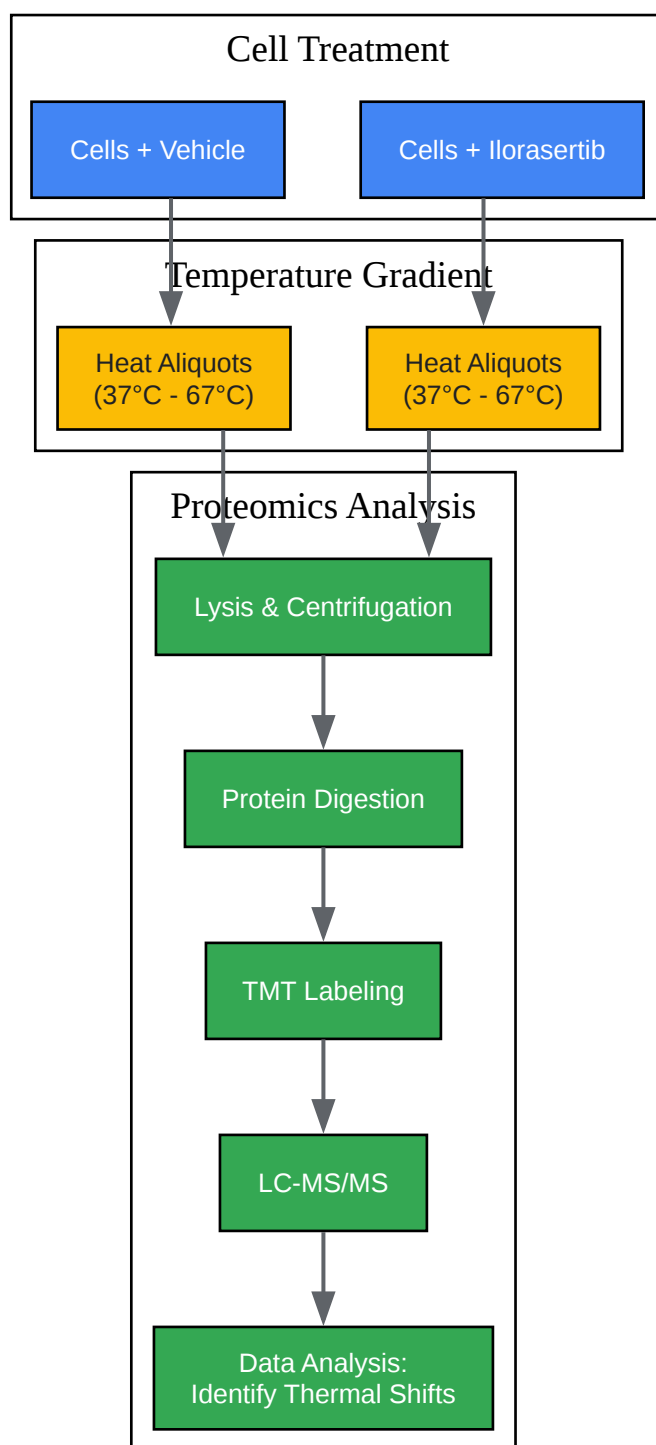 Cell Treatment
Cells + Vehicle
Cells + Ilorasertib
Temperature Gradient
Heat Aliquots
(37°C - 67°C)
Heat Aliquots
(37°C - 67°C)
Proteomics Analysis
Lysis & Centrifugation
Protein Digestion
TMT Labeling
LC-MS/MS
Data Analysis:
Identify Thermal Shifts